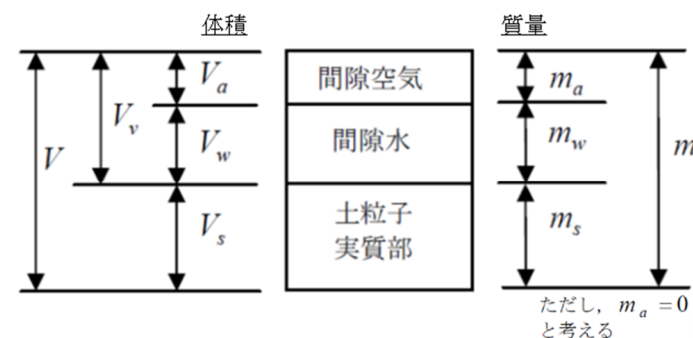 体積
質量
V
V_v
V_a
V_w
V_s
間隙空気
間隙水
土粒子
実質部
m_a
m_w
m_s
m
ただし, m_a = 0
と考える